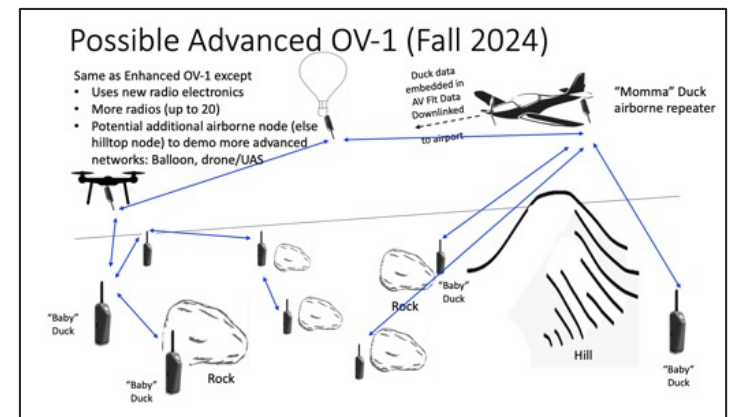 Possible Advanced OV-1 (Fall 2024)
Same as Enhanced OV-1 except
• Uses new radio electronics
• More radios (up to 20)
• Potential additional airborne node (else
hilltop node) to demo more advanced
networks: Balloon, drone/UAS
Duck data
embedded in
AV Flt Data
Downlinked
to airport
“Momma” Duck
airborne repeater
“Baby”
Duck
Rock
“Baby”
Duck
Rock
“Baby”
Duck
Hill
“Baby”
Duck